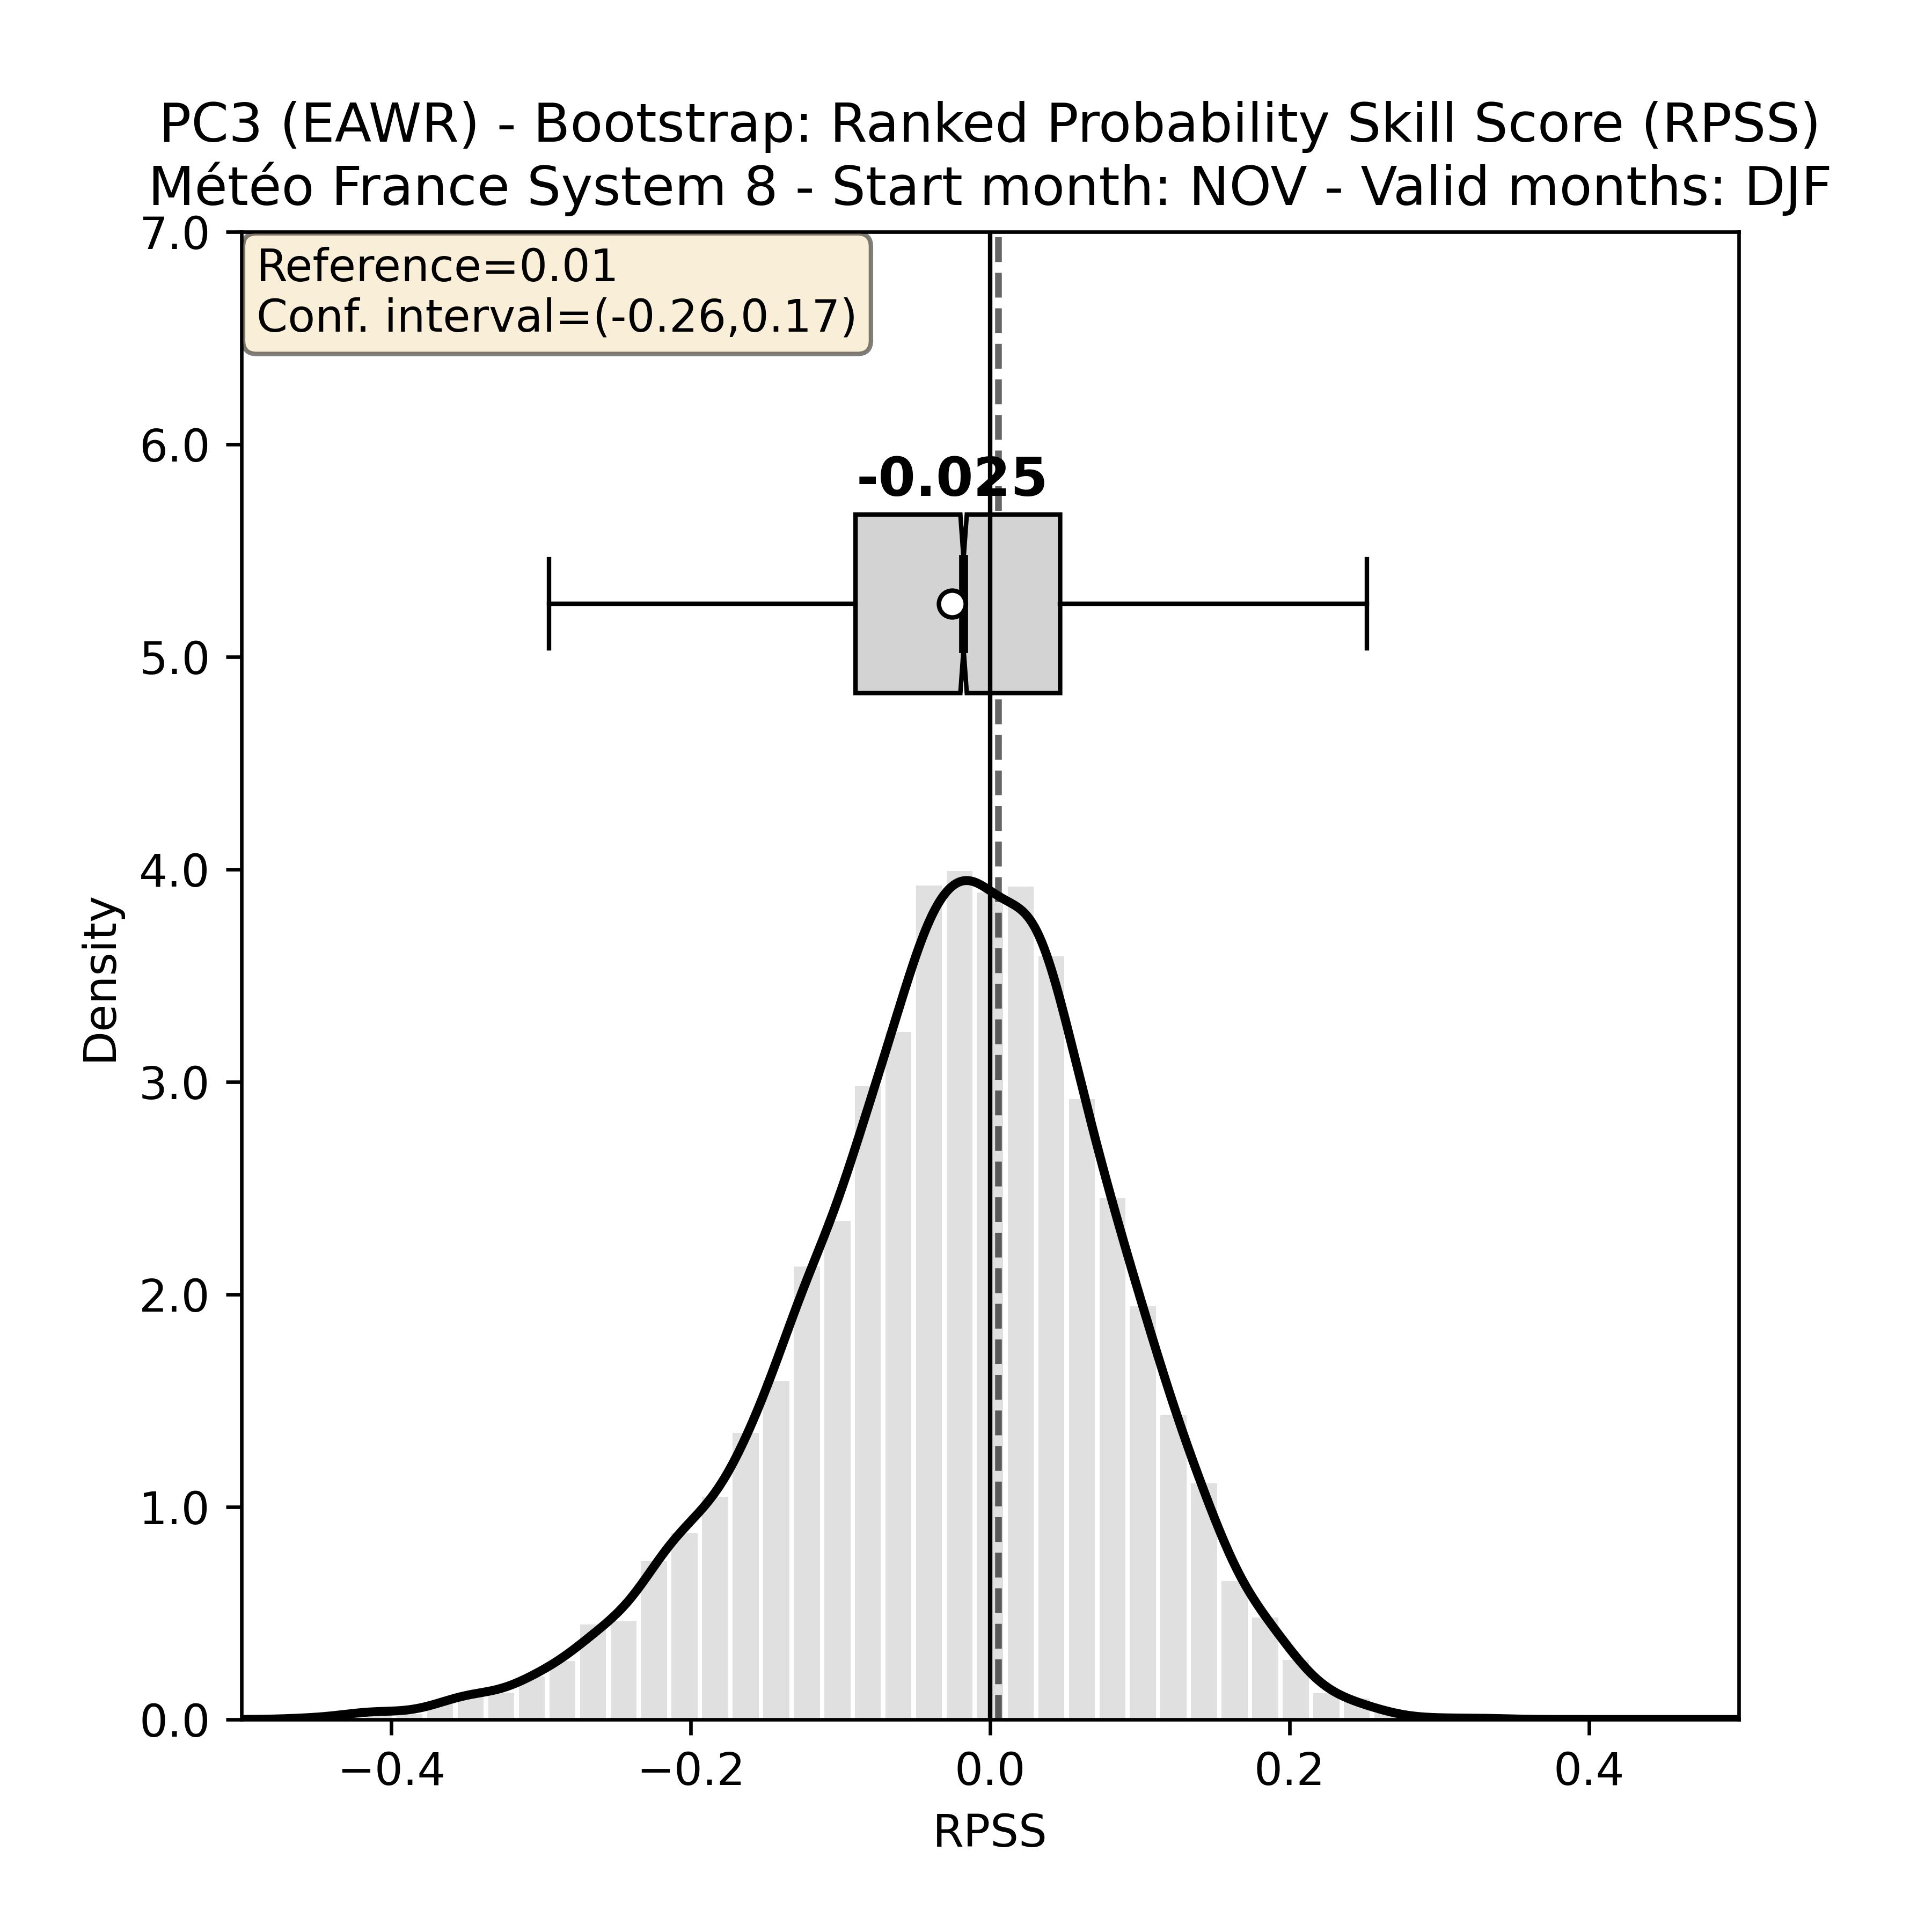 PC3 (EAWR) - Bootstrap: Ranked Probability Skill Score (RPSS)
Météo France System 8 - Start month: NOV - Valid months: DJF
7.0
Reference=0.01
Conf. interval=(-0.26,0.17)
6.0
-0.025
5.0
4.0
Density
3.0
2.0
1.0
0.0
−0.4 −0.2 0.0 0.2 0.4
RPSS